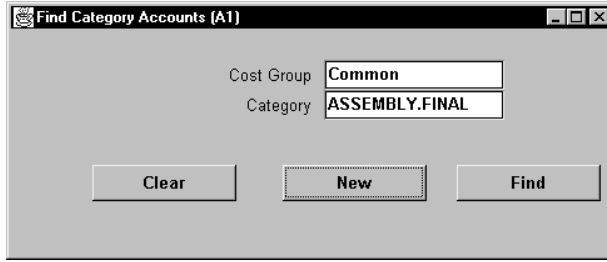 Find Category Accounts (A1)
Cost Group Common
Category ASSEMBLY.FINAL
Clear New Find